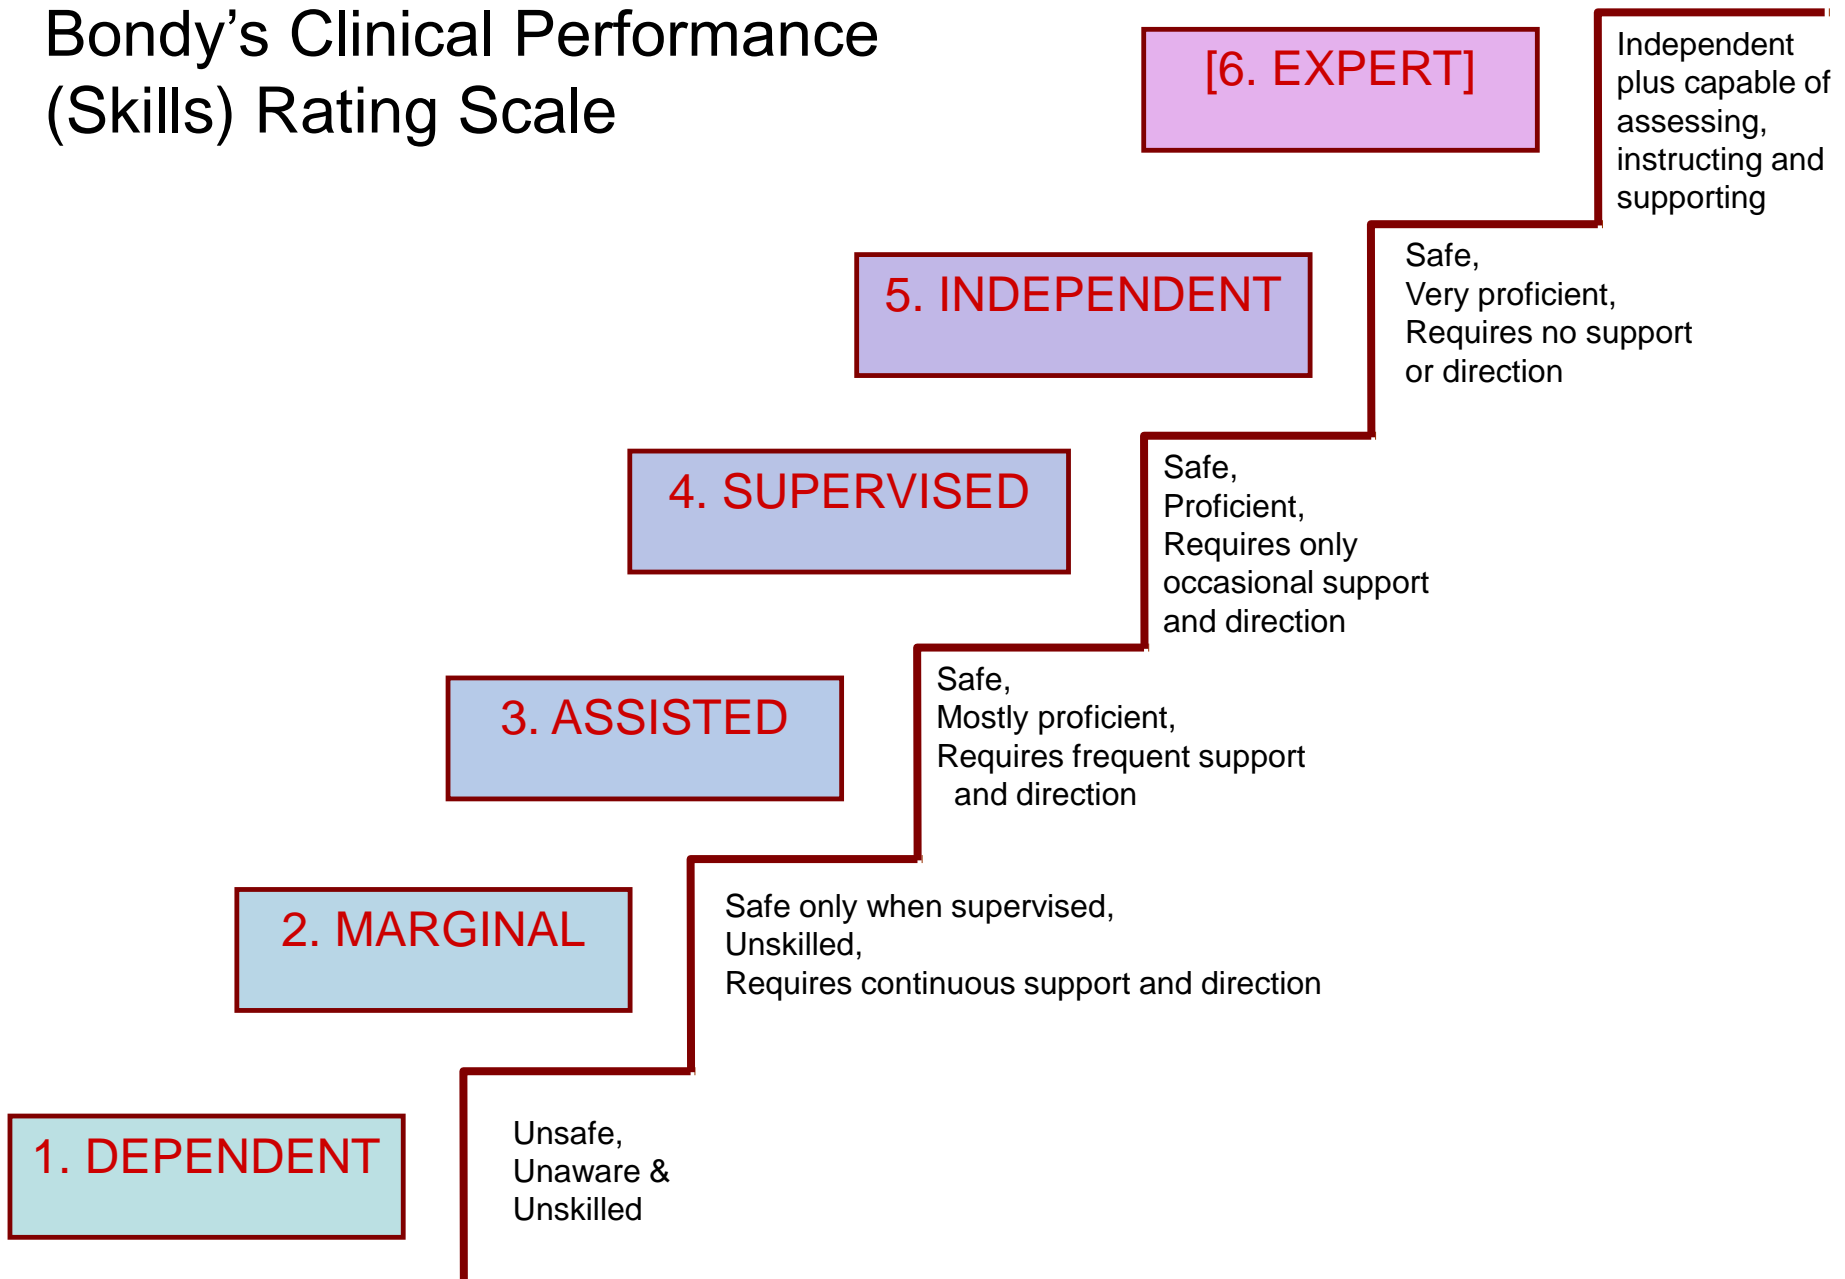 Bondy’s Clinical Performance
(Skills) Rating Scale
[6. EXPERT]
Independent
plus capable of
assessing,
instructing and
supporting
5. INDEPENDENT
Safe,
Very proficient,
Requires no support
or direction
4. SUPERVISED
Safe,
Proficient,
Requires only
occasional support
and direction
3. ASSISTED
Safe,
Mostly proficient,
Requires frequent support
and direction
2. MARGINAL
Safe only when supervised,
Unskilled,
Requires continuous support and direction
1. DEPENDENT
Unsafe,
Unaware &
Unskilled